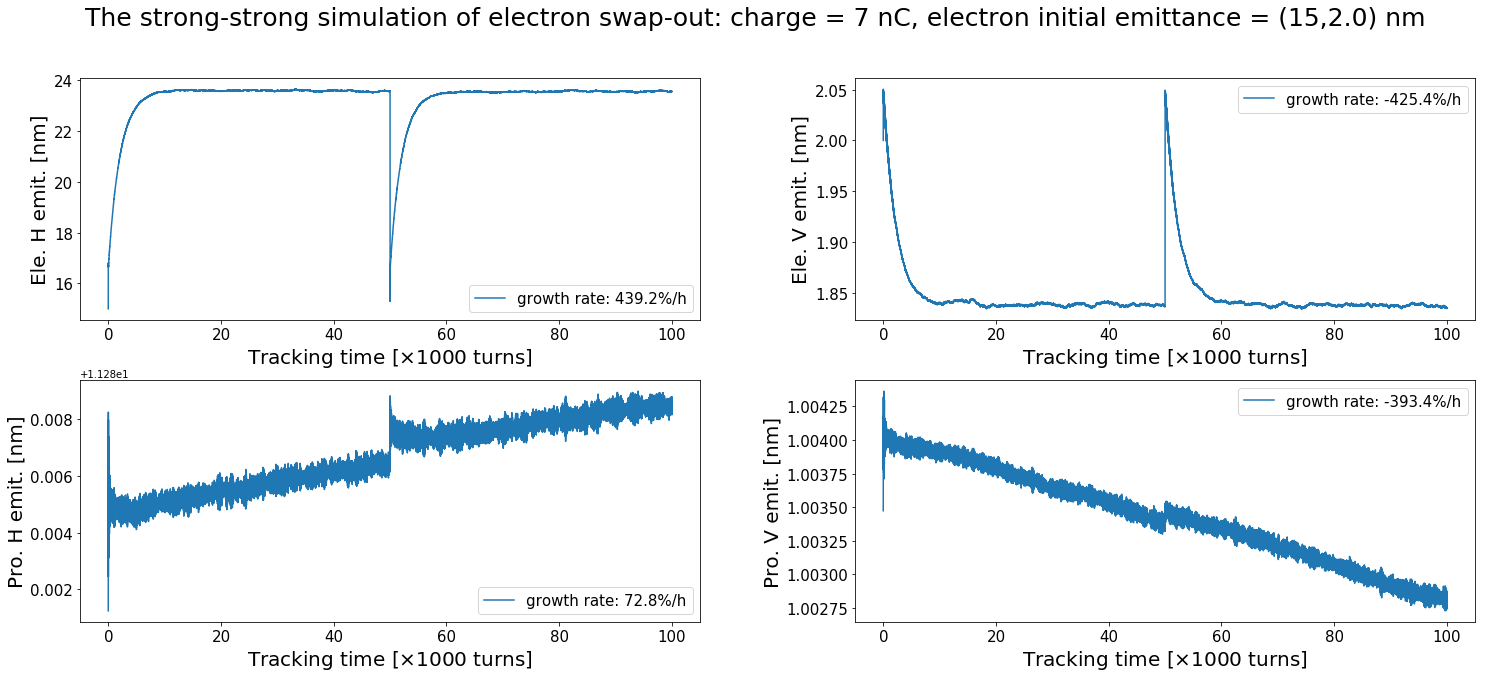 The strong-strong simulation of electron swap-out: charge = 7 nC, electron initial emittance = (15,2.0) nm
24
22
20
18
16
Ele. H emit. [nm]
growth rate: 439.2%/h
0 20 40 60 80 100
Tracking time [×1000 turns]
2.05
2.00
1.95
1.90
1.85
Ele. V emit. [nm]
growth rate: -425.4%/h
0 20 40 60 80 100
Tracking time [×1000 turns]
+1.128e1
0.008
0.006
0.004
0.002
Pro. H emit. [nm]
growth rate: 72.8%/h
0 20 40 60 80 100
Tracking time [×1000 turns]
1.00425
1.00400
1.00375
1.00350
1.00325
1.00300
1.00275
Pro. V emit. [nm]
growth rate: -393.4%/h
0 20 40 60 80 100
Tracking time [×1000 turns]